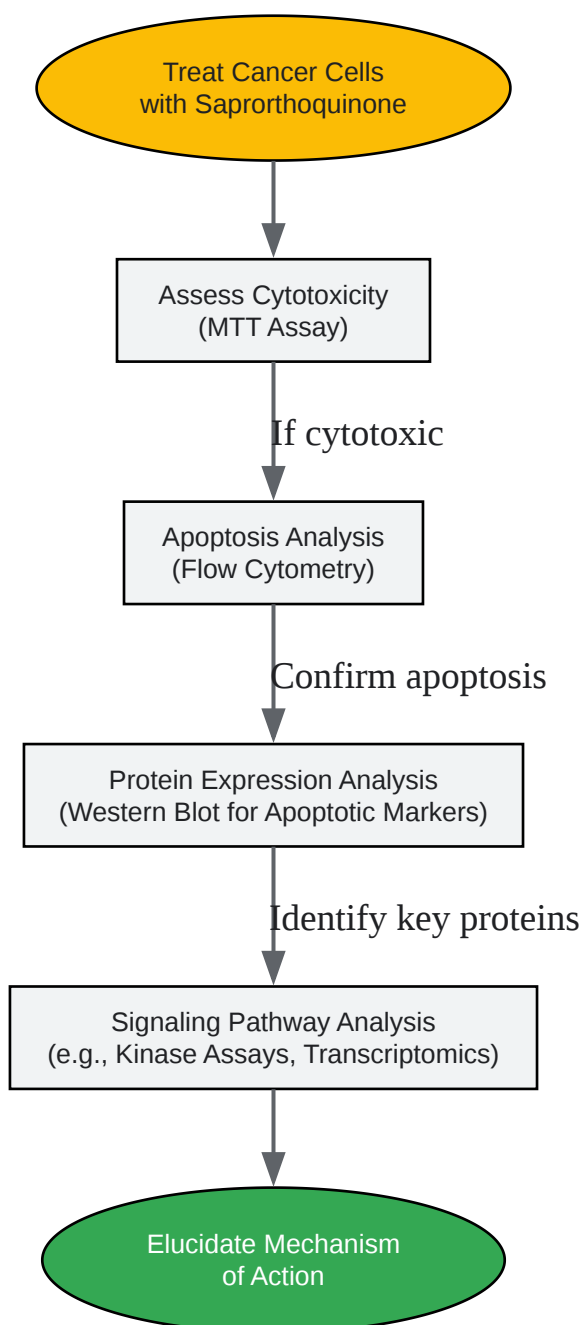 Treat Cancer Cells
with Saprorthoquinone
Assess Cytotoxicity
(MTT Assay)
If cytotoxic
Apoptosis Analysis
(Flow Cytometry)
Confirm apoptosis
Protein Expression Analysis
(Western Blot for Apoptotic Markers)
Identify key proteins
Signaling Pathway Analysis
(e.g., Kinase Assays, Transcriptomics)
Elucidate Mechanism
of Action